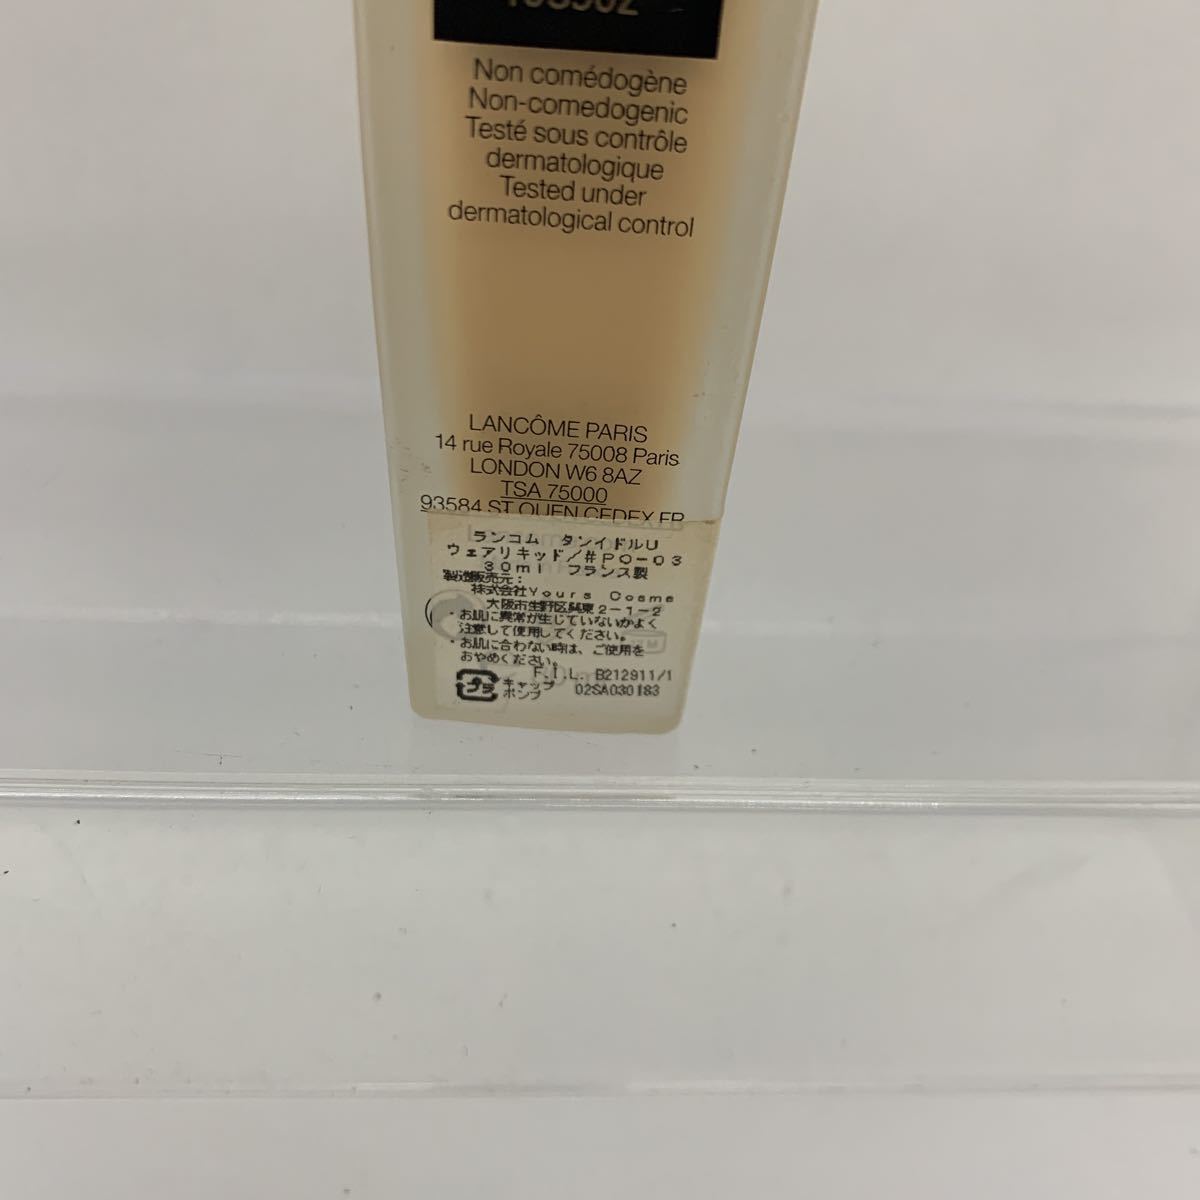 Non comédogène
Non-comedogenic
Testé sous contrôle
dermatologique
Tested under
dermatological control
LANCÔME PARIS
14 rue Royale 75008 Paris
LONDON W6 8AZ
TSA 75000
93584 ST OUEN CEDEX FR
ランコム タンイドルU
ウェアリキッド/#PO-03
30ml フランス製
製造販売元:
株式会社Yours Cosme
大阪市生野区巽東2-1-2
・お肌に異常が生じていないかよく
注意して使用してください。
・お肌に合わない時は、ご使用を
おやめください。
F.I.L. B212911/1
プラ キャップ
ポンプ 02SA030183